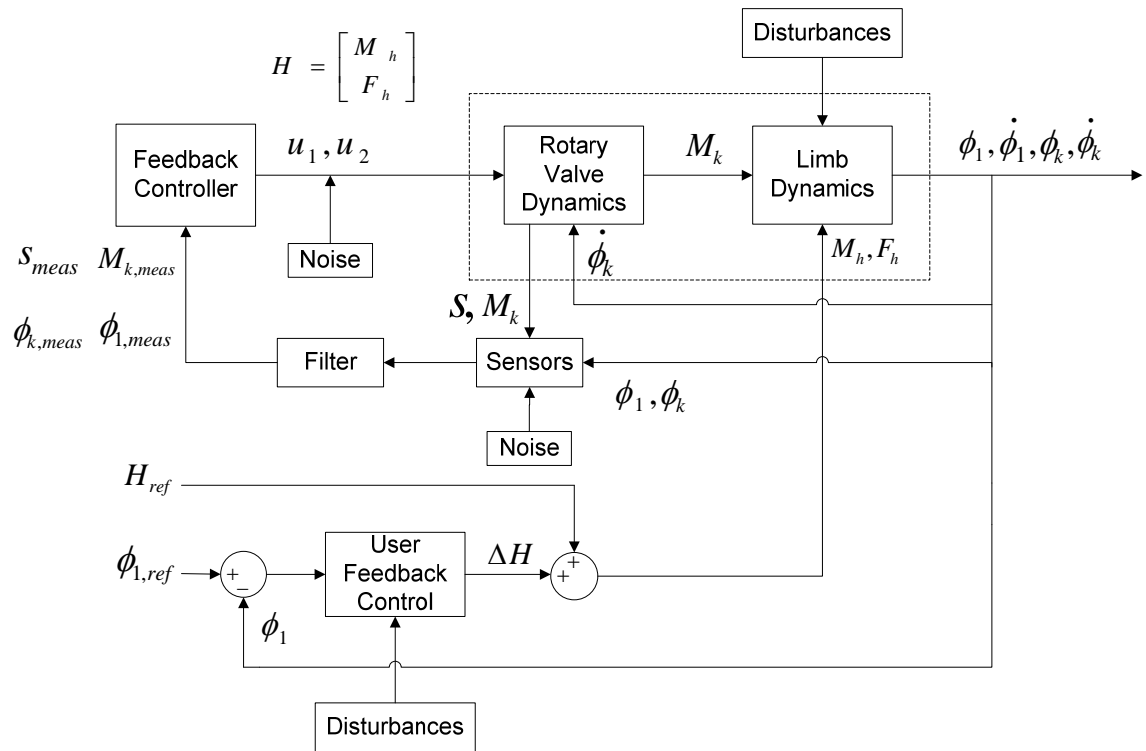 Disturbances
H = [ M_h
F_h ]
Feedback
Controller
u_1, u_2
Rotary
Valve
Dynamics
M_k
Limb
Dynamics
ϕ_1, ϕ̇_1, ϕ_k, ϕ̇_k
Noise
ϕ̇_k
M_h, F_h
s_meas M_k,meas
S, M_k
ϕ_k,meas ϕ_1,meas
Filter
Sensors
ϕ_1, ϕ_k
Noise
H_ref
User
Feedback
Control
ΔH
+
+
ϕ_1,ref
+
−
ϕ_1
Disturbances